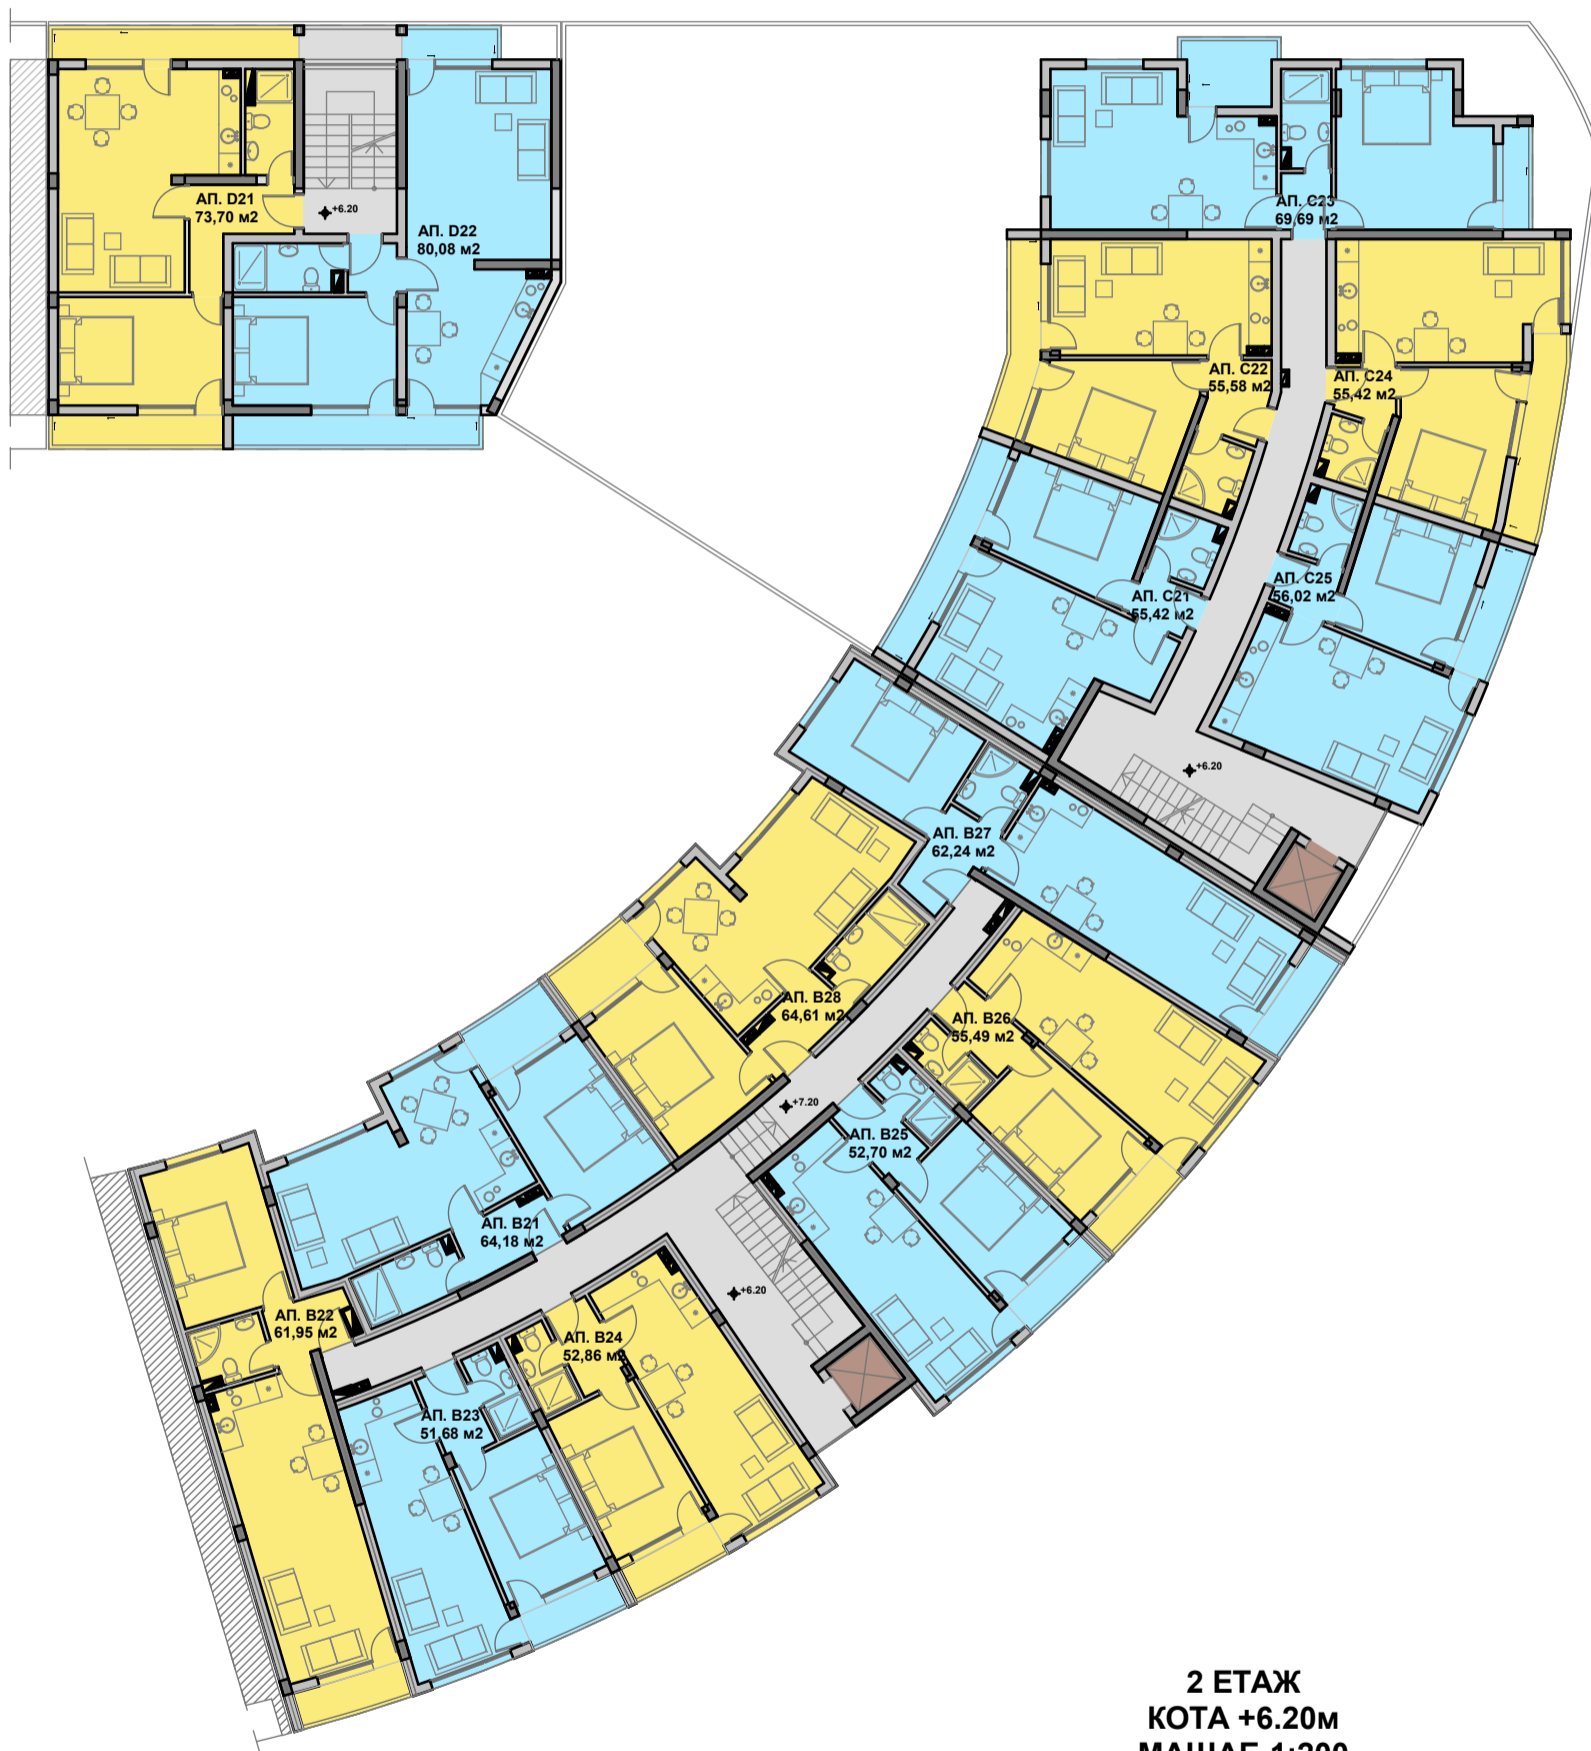 АП. D21
73,70 м2
+6.20
АП. D22
80,08 м2
АП. C23
69,69 м2
АП. C22
55,58 м2
АП. C24
55,42 м2
АП. C21
55,42 м2
АП. C25
56,02 м2
+6.20
АП. B27
62,24 м2
АП. B28
64,61 м2
АП. B26
55,49 м2
+7.20
АП. B25
52,70 м2
АП. B21
64,18 м2
+6.20
АП. B22
61,95 м2
АП. B24
52,86 м2
АП. B23
51,68 м2
2 ЕТАЖ
КОТА +6.20м
МАЩАБ 1:200